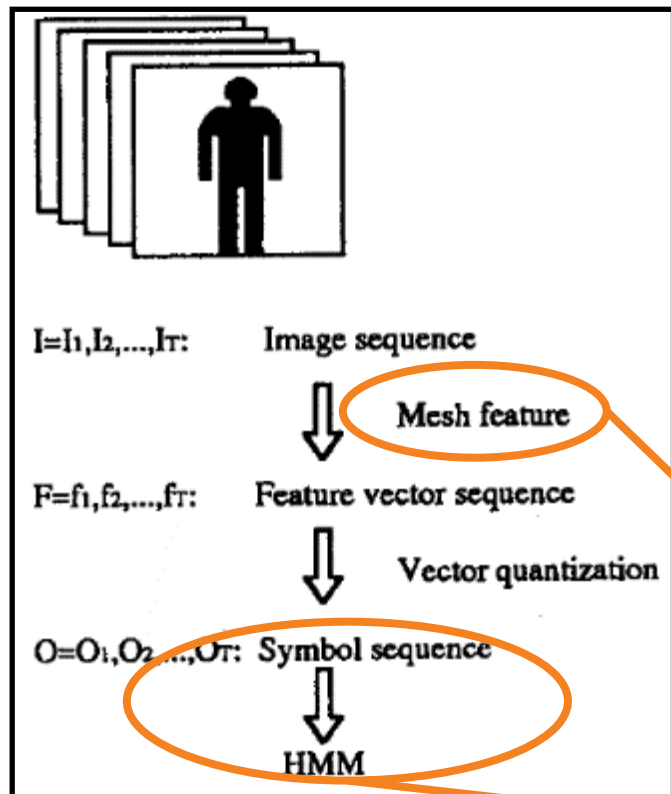 I=I1,I2,...,IT: Image sequence
Mesh feature
F=f1,f2,...,fT: Feature vector sequence
Vector quantization
O=O1,O2,...,OT: Symbol sequence
HMM